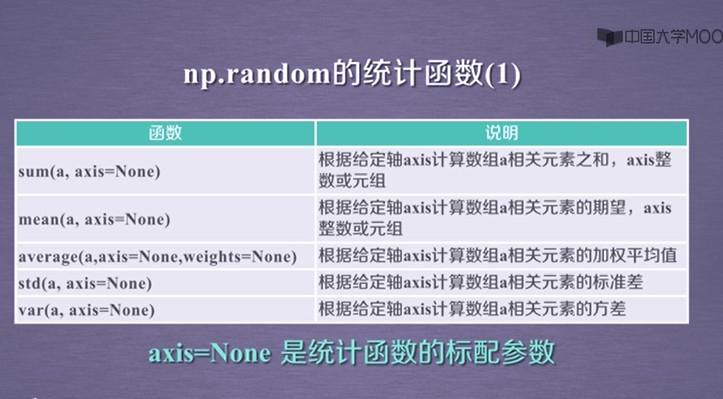 中国大学MOO
np.random的统计函数(1)
函数 说明
sum(a, axis=None) 根据给定轴axis计算数组a相关元素之和，axis整
数或元组
mean(a, axis=None) 根据给定轴axis计算数组a相关元素的期望，axis
整数或元组
average(a,axis=None,weights=None) 根据给定轴axis计算数组a相关元素的加权平均值
std(a, axis=None) 根据给定轴axis计算数组a相关元素的标准差
var(a, axis=None) 根据给定轴axis计算数组a相关元素的方差
axis=None 是统计函数的标配参数